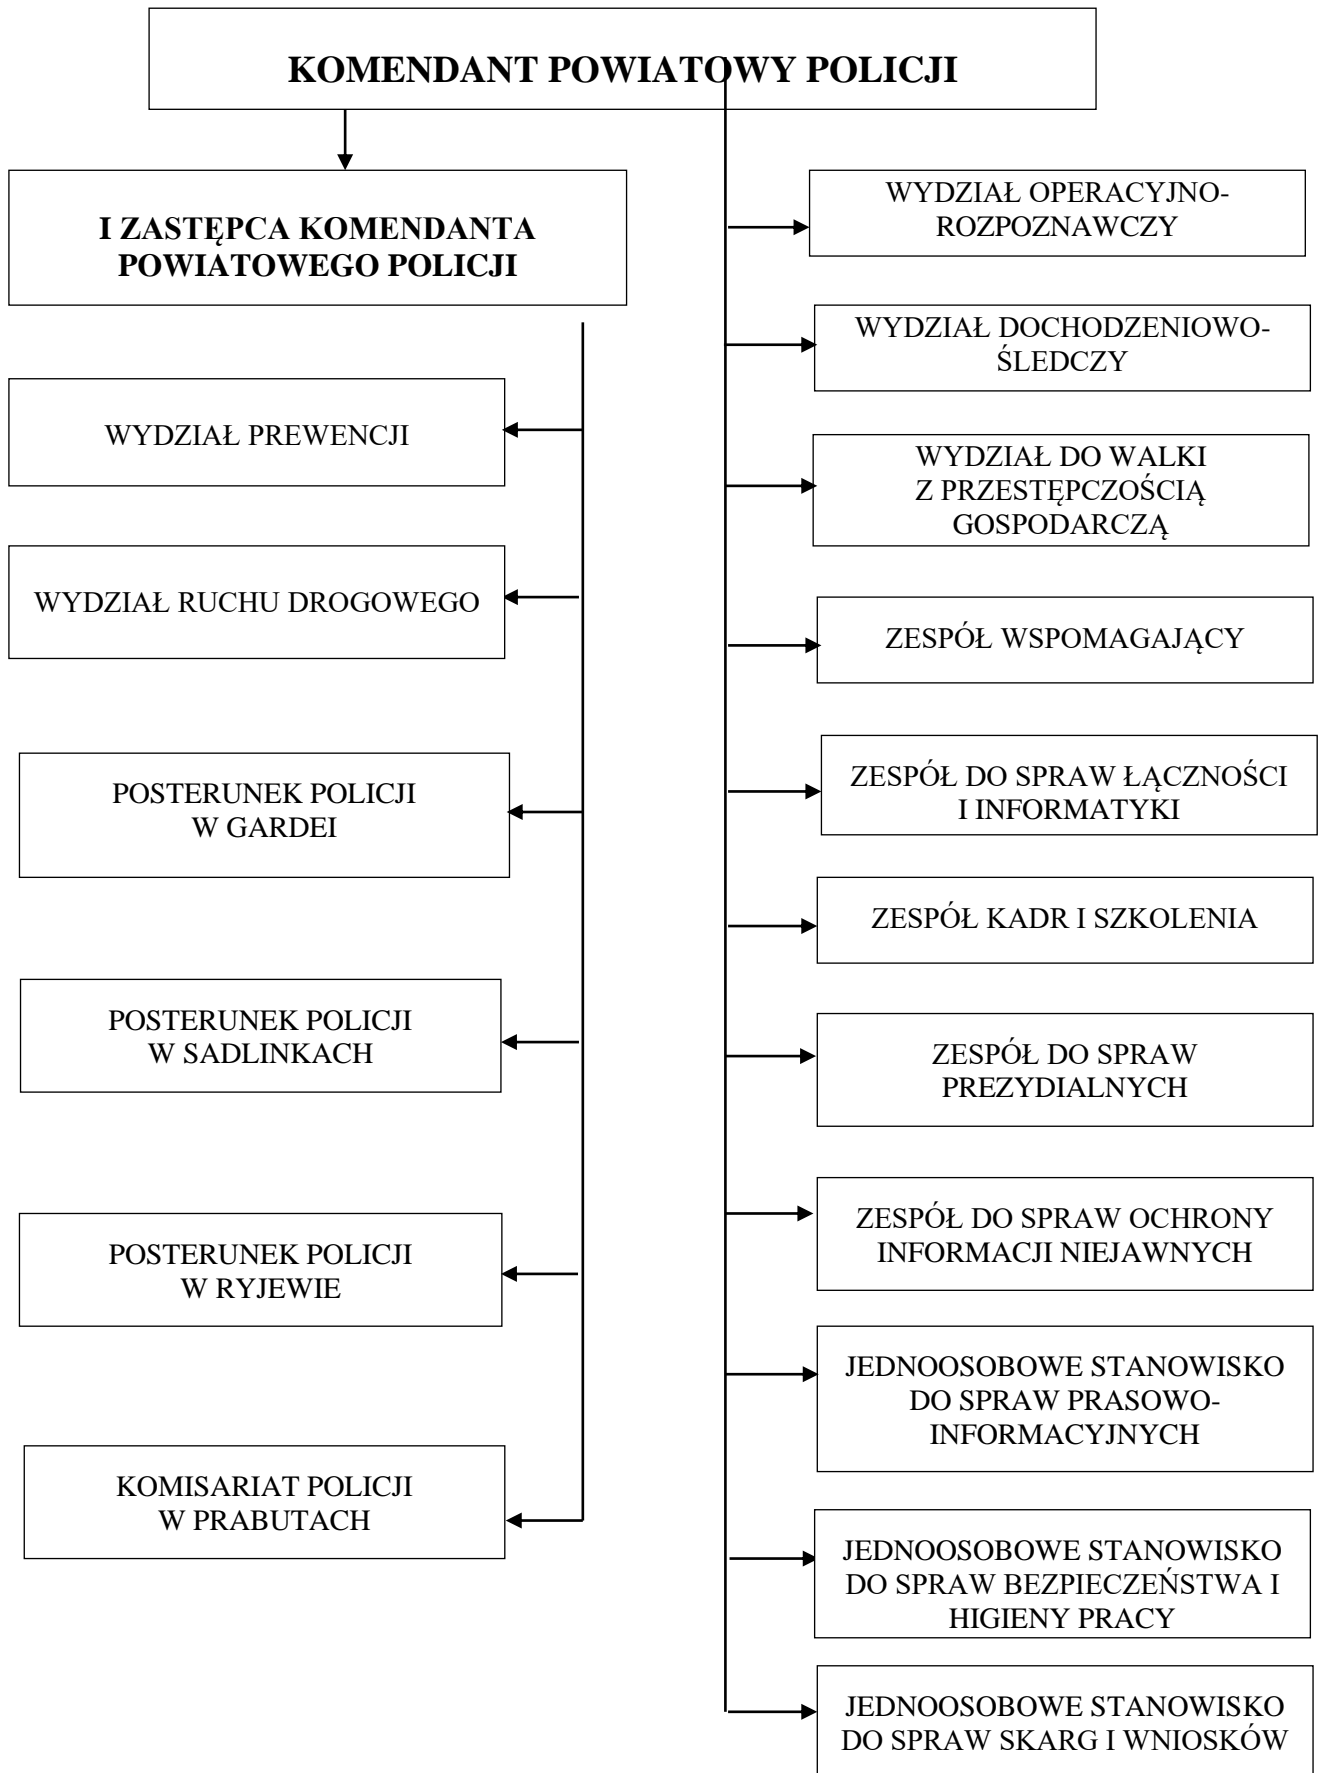 KOMENDANT POWIATOWY POLICJI
I ZASTĘPCA KOMENDANTA
POWIATOWEGO POLICJI
WYDZIAŁ PREWENCJI
WYDZIAŁ RUCHU DROGOWEGO
POSTERUNEK POLICJI
W GARDEI
POSTERUNEK POLICJI
W SADLINKACH
POSTERUNEK POLICJI
W RYJEWIE
KOMISARIAT POLICJI
W PRABUTACH
WYDZIAŁ OPERACYJNO-
ROZPOZNAWCZY
WYDZIAŁ DOCHODZENIOWO-
ŚLEDCZY
WYDZIAŁ DO WALKI
Z PRZESTĘPCZOŚCIĄ
GOSPODARCZĄ
ZESPÓŁ WSPOMAGAJĄCY
ZESPÓŁ DO SPRAW ŁĄCZNOŚCI
I INFORMATYKI
ZESPÓŁ KADR I SZKOLENIA
ZESPÓŁ DO SPRAW
PREZYDIALNYCH
ZESPÓŁ DO SPRAW OCHRONY
INFORMACJI NIEJAWNYCH
JEDNOOSOBOWE STANOWISKO
DO SPRAW PRASOWO-
INFORMACYJNYCH
JEDNOOSOBOWE STANOWISKO
DO SPRAW BEZPIECZEŃSTWA I
HIGIENY PRACY
JEDNOOSOBOWE STANOWISKO
DO SPRAW SKARG I WNIOSKÓW